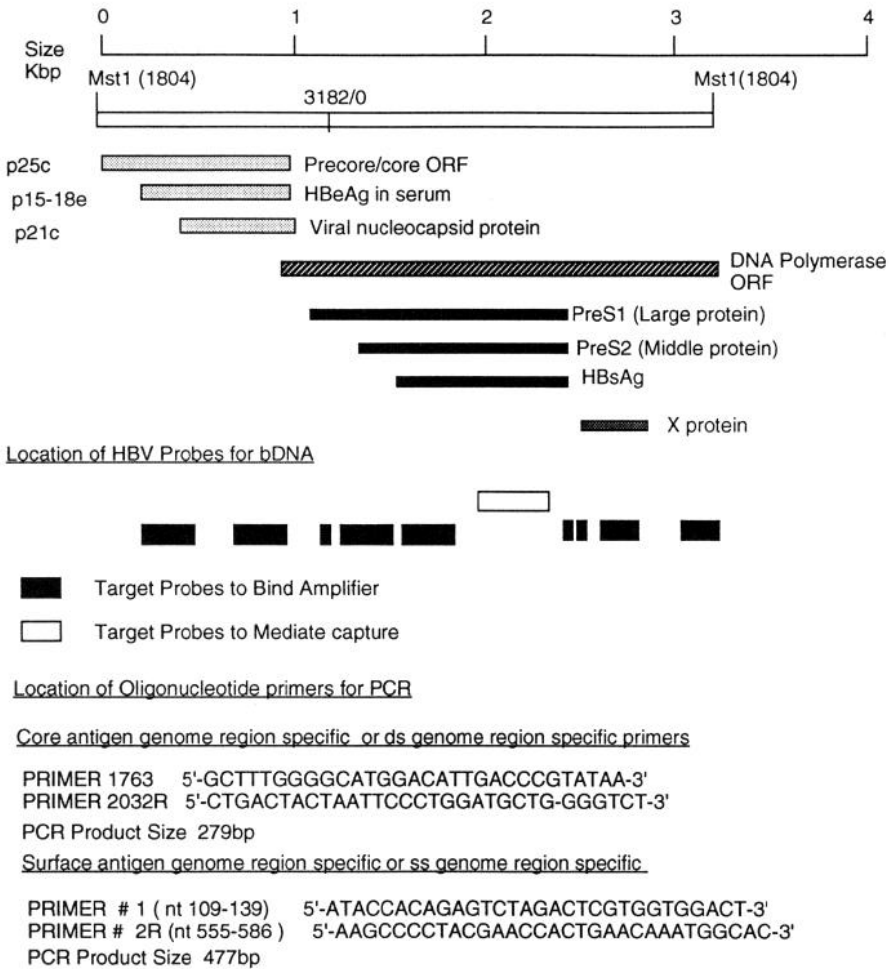 0 1 2 3 4
Size
Kbp
Mst1 (1804)
Mst1(1804)
3182/0
p25c
Precore/core ORF
p15-18e
HBeAg in serum
p21c
Viral nucleocapsid protein
DNA Polymerase
ORF
PreS1 (Large protein)
PreS2 (Middle protein)
HBsAg
X protein
Location of HBV Probes for bDNA
Target Probes to Bind Amplifier
Target Probes to Mediate capture
Location of Oligonucleotide primers for PCR
Core antigen genome region specific or ds genome region specific primers
PRIMER 1763 5'-GCTTTGGGGCATGGACATTGACCCGTATAA-3'
PRIMER 2032R 5'-CTGACTACTAATTCCCTGGATGCTG-GGGTCT-3'
PCR Product Size 279bp
Surface antigen genome region specific or ss genome region specific
PRIMER # 1 ( nt 109-139) 5'-ATACCACAGAGTCTAGACTCGTGGTGGACT-3'
PRIMER # 2R (nt 555-586 ) 5'-AAGCCCCTACGAACCACTGAACAAATGGCAC-3'
PCR Product Size 477bp